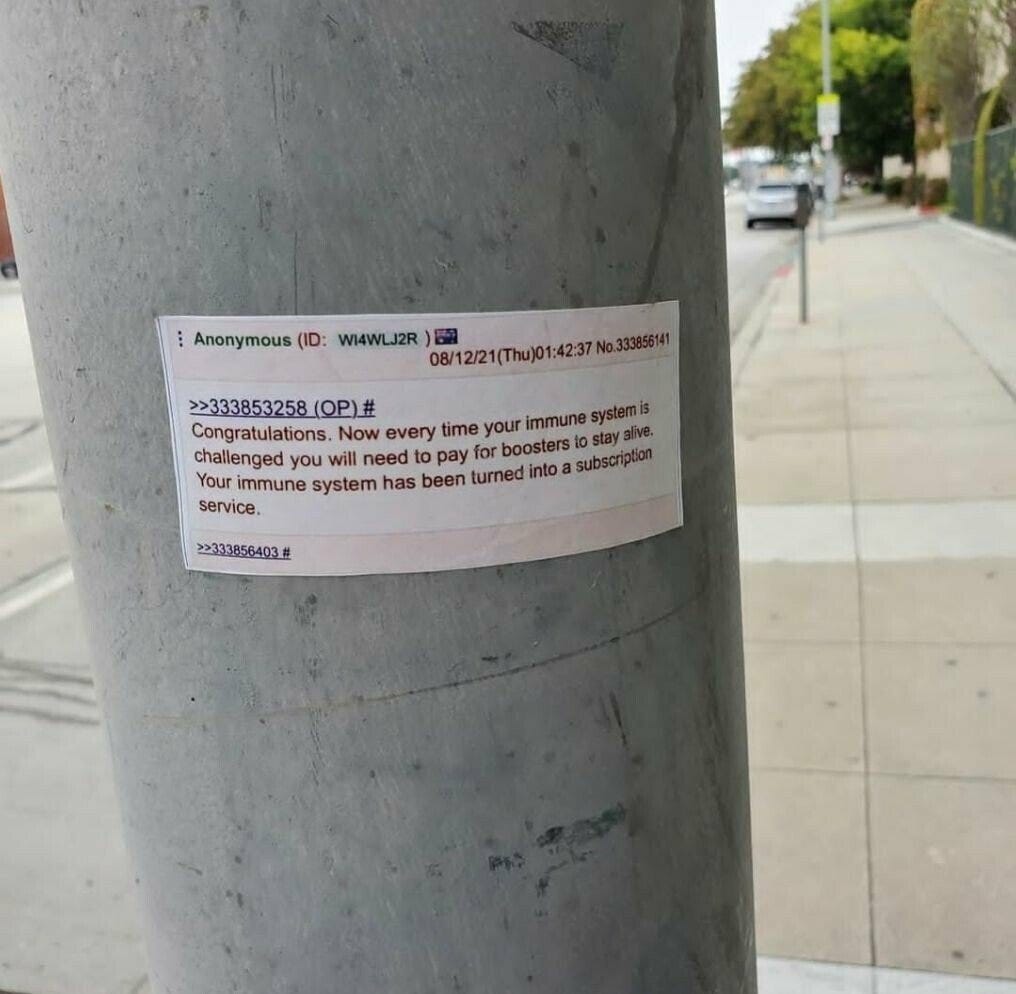 Anonymous (ID: WI4WLJ2R )
08/12/21(Thu)01:42:37 No.333856141
>>333853258 (OP) #
Congratulations. Now every time your immune system is
challenged you will need to pay for boosters to stay alive.
Your immune system has been turned into a subscription
service.
>>333856403 #